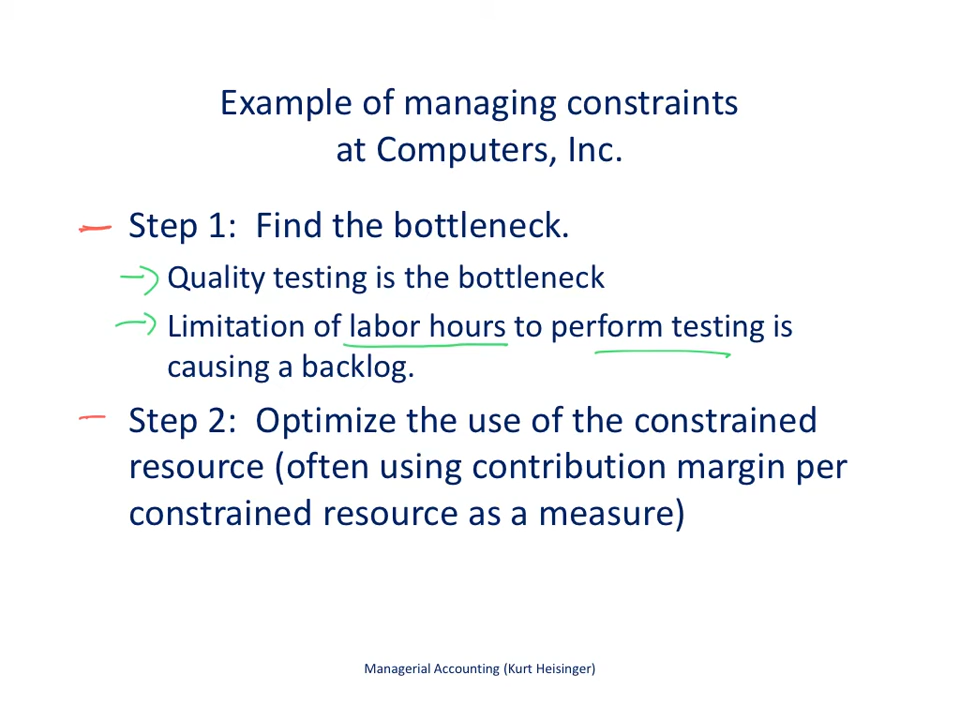 Example of managing constraints
at Computers, Inc.
Step 1:  Find the bottleneck.
Quality testing is the bottleneck
Limitation of labor hours to perform testing is
causing a backlog.
Step 2:  Optimize the use of the constrained
resource (often using contribution margin per
constrained resource as a measure)
Managerial Accounting (Kurt Heisinger)